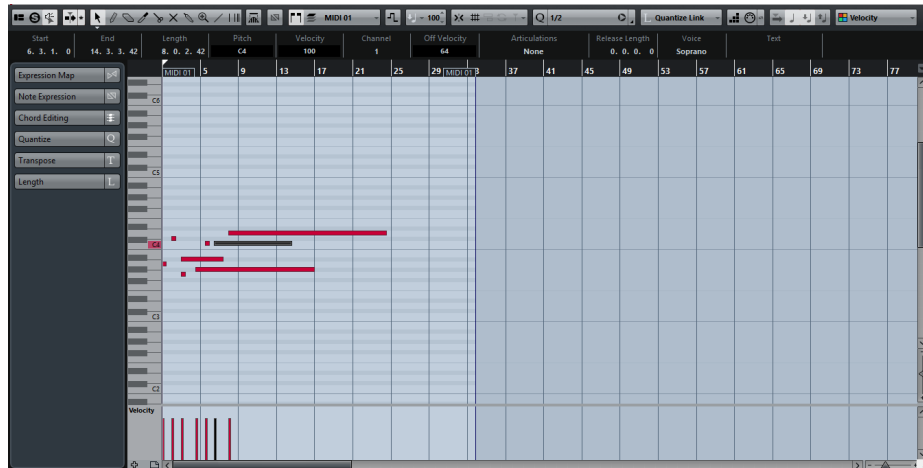 S MIDI 01 100 Q 1/2 Quantize Link Velocity
Start End Length Pitch Velocity Channel Off Velocity Articulations Release Length Voice Text
6. 3. 1. 0 14. 3. 3. 42 8. 0. 2. 42 C4 100 1 64 None 0. 0. 0. 0 Soprano
MIDI 01 5 9 13 17 21 25 29 MIDI 01 3 37 41 45 49 53 57 61 65 69 73 77
Expression Map
Note Expression
Chord Editing
Quantize Q
Transpose T
Length L
C6
C5
C4
C3
C2
Velocity